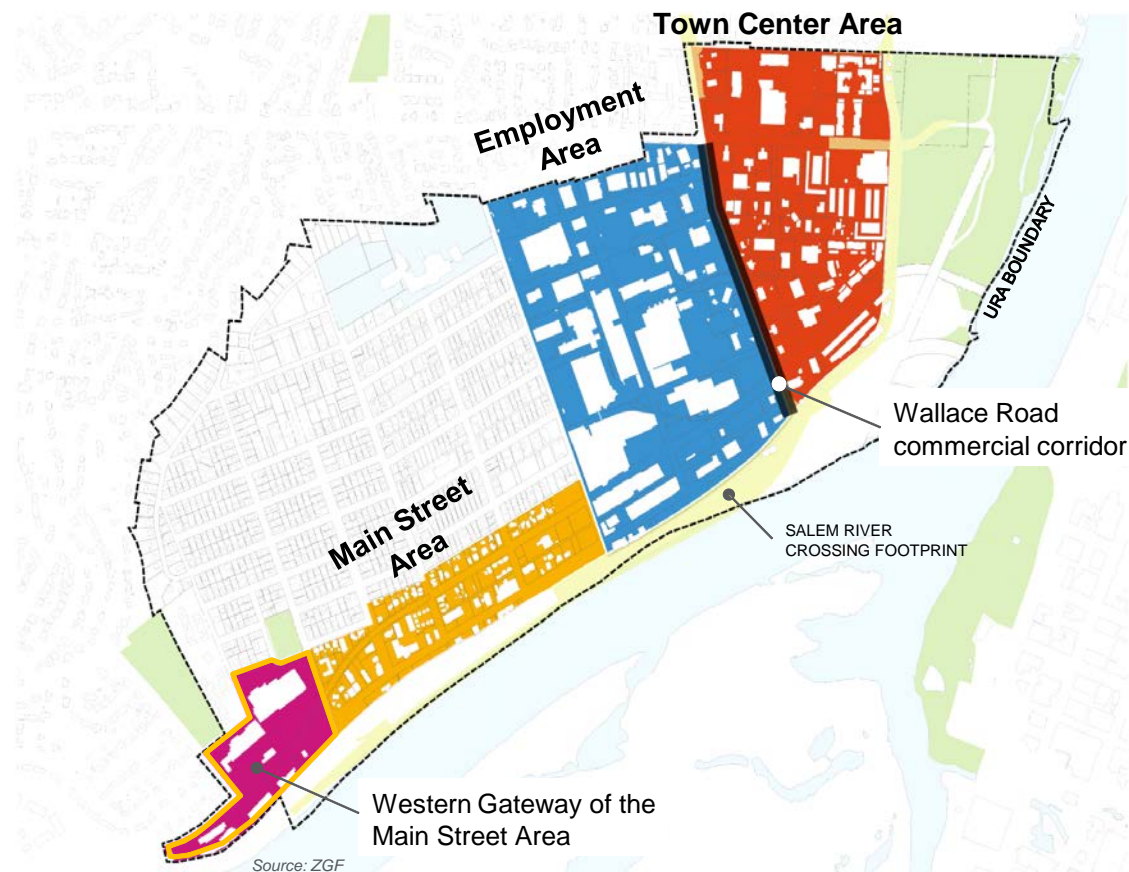 Town Center Area
Employment
Area
URA BOUNDARY
Wallace Road
commercial corridor
Main Street
Area
SALEM RIVER
CROSSING FOOTPRINT
Western Gateway of the
Main Street Area
Source: ZGF